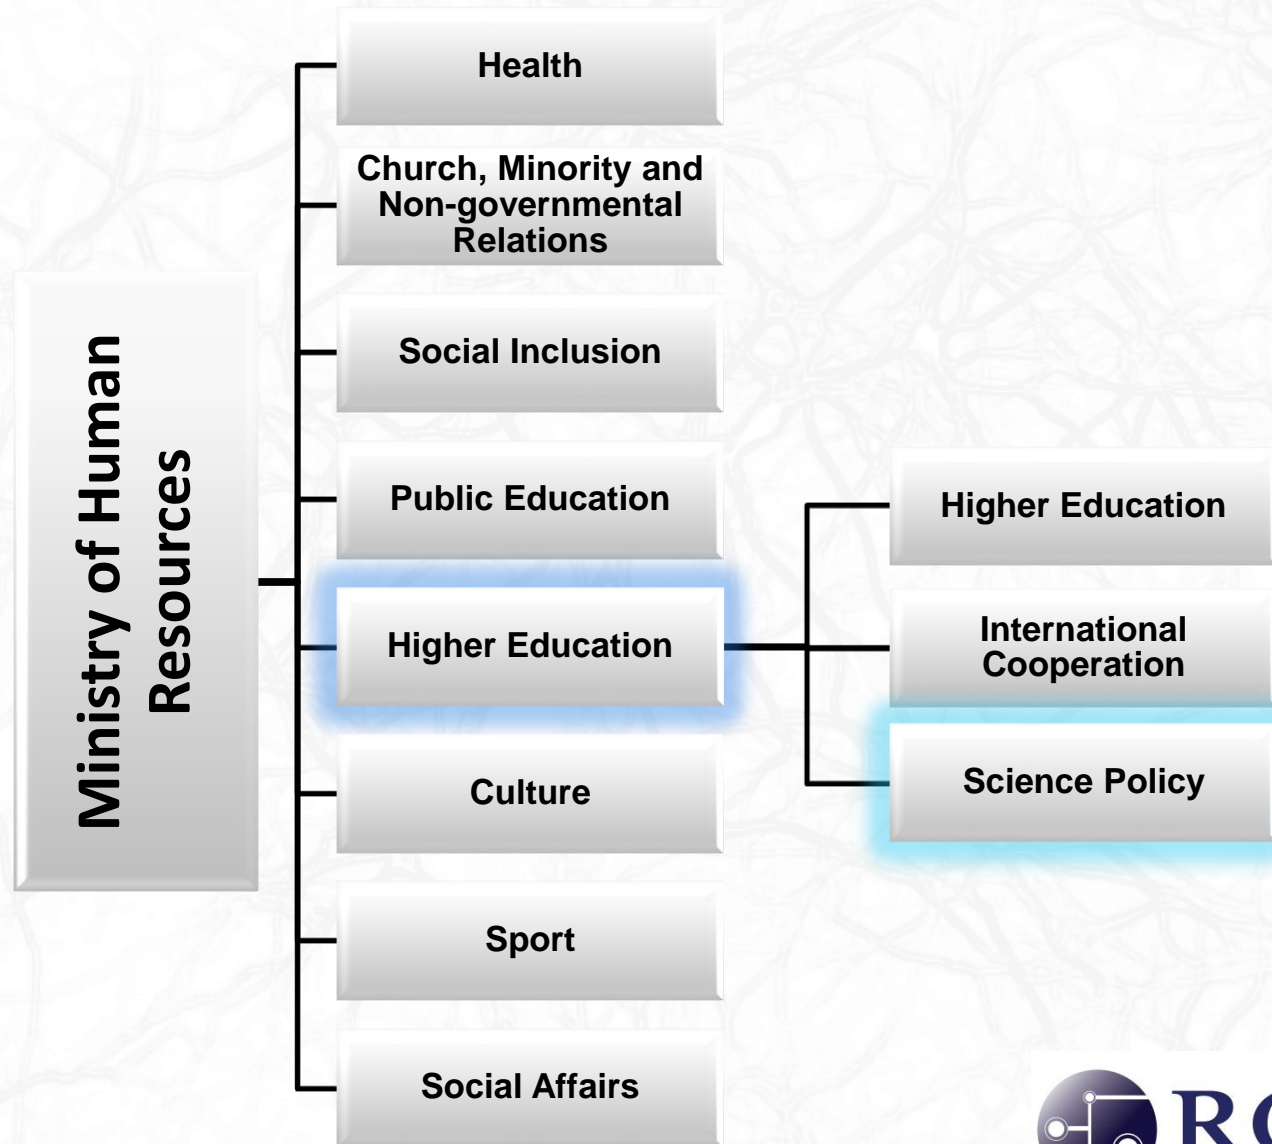 Health
Church, Minority and
Non-governmental
Relations
Social Inclusion
Ministry of Human
Resources
Public Education
Higher Education
Culture
Sport
Social Affairs
Higher Education
International
Cooperation
Science Policy